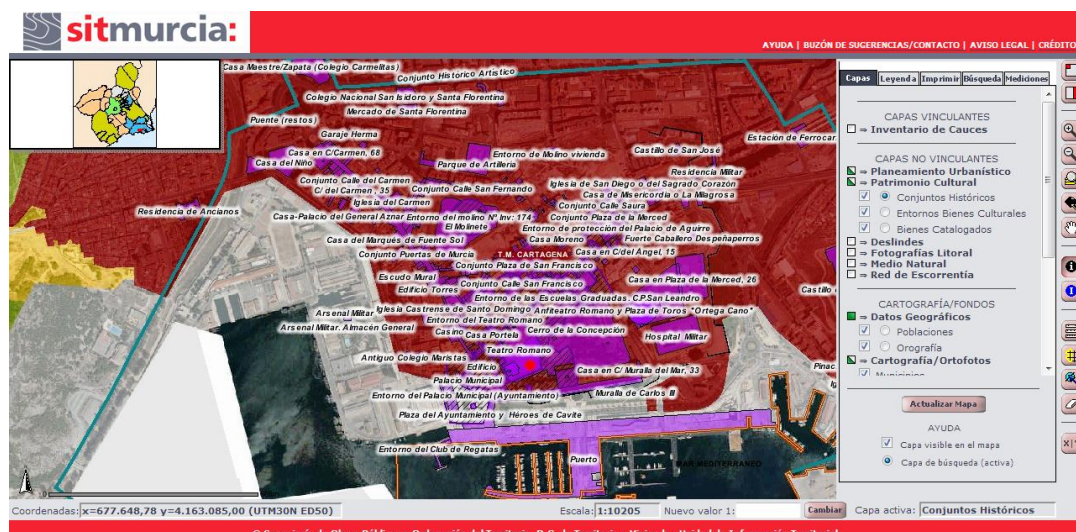 sitmurcia:
AYUDA | BUZÓN DE SUGERENCIAS/CONTACTO | AVISO LEGAL | CRÉDITO
Casa Maestre/Zapata (Colegio Carmelitas)
Conjunto Histórico Artístico
Colegio Nacional San Isidoro y Santa Florentina
Mercado de Santa Florentina
Puente (restos)
Garaje Herma
Estación de Ferrocar
Casa en C/Carmen, 68
Entorno de Molino vivienda
Castillo de San José
Casa del Niño
Parque de Artillería
Residencia Militar
Conjunto Calle del Carmen
Iglesia de San Diego o del Sagrado Corazón
C/ del Carmen , 35
Conjunto Calle San Fernando
Casa de Misericordia o La Milagrosa
Iglesia del Carmen
Conjunto Calle Saura
Residencia de Ancianos
Casa-Palacio del General Aznar
Entorno del molino Nº Inv: 174
Conjunto Plaza de la Merced
El Molinete
Entorno de protección del Palacio de Aguirre
Casa del Marqués de Fuente Sol
Casa Moreno
Fuerte Caballero Despeñaperros
Conjunto Puertas de Murcia
T.M. CARTAGENA
Casa en C/del Angel, 15
Conjunto Plaza de San Francisco
Escudo Mural
Conjunto Calle San Francisco
Casa en Plaza de la Merced, 26
Edificio Torres
Castillo
Entorno de las Escuelas Graduadas. C.P.San Leandro
Iglesia Castrense de Santo Domingo
Anfiteatro Romano y Plaza de Toros "Ortega Cano"
Arsenal Militar
Entorno del Teatro Romano
Arsenal Militar. Almacén General
Casino
Casa Portela
Cerro de la Concepción
Hospital Militar
Teatro Romano
Antiguo Colegio Maristas
Edificio
Casa en C/ Muralla del Mar, 33
Pinac
Palacio Municipal
Entorno del Palacio Municipal (Ayuntamiento)
Muralla de Carlos III
Plaza del Ayuntamiento y Héroes de Cavite
Entorno del Club de Regatas
Puerto
MAR MEDITERRANEO
0
Capas Leyenda Imprimir Búsqueda Mediciones
CAPAS VINCULANTES
Inventario de Cauces
CAPAS NO VINCULANTES
Planeamiento Urbanístico
Patrimonio Cultural
Conjuntos Históricos
Entornos Bienes Culturales
Bienes Catalogados
Deslindes
Fotografías Litoral
Medio Natural
Red de Escorrentía
CARTOGRAFÍA/FONDOS
Datos Geográficos
Poblaciones
Orografía
Cartografía/Ortofotos
Municipios
Actualizar Mapa
AYUDA
Capa visible en el mapa
Capa de búsqueda (activa)
Coordenadas: x=677.648,78 y=4.163.085,00 (UTM30N ED50)
Escala: 1:10205 Nuevo valor 1: Cambiar Capa activa: Conjuntos Históricos